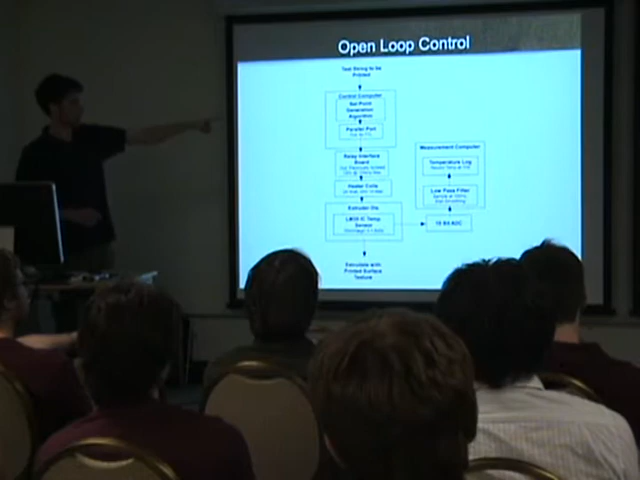 Open Loop Control
Text String to be
Printed
Control Computer
Set Point
Generation
Algorithm
Parallel Port
Relay Interface
Board
Heater Coils
Extruder Die
LM35 IC Temp
Sensor
Extrudate with
Printed Surface
Texture
Measurement Computer
Temperature Log
Low Pass Filter
10 Bit ADC